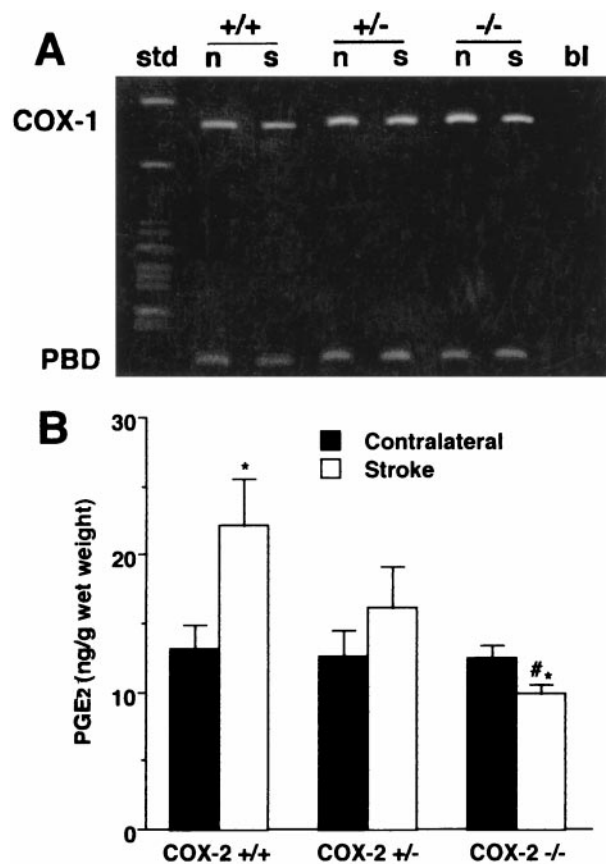 A
+/+ +/- -/-
std n s n s n s bl
COX-1
PBD
B
30
Contralateral
Stroke
*
20
#*
10
0
PGE2 (ng/g wet weight)
COX-2 +/+ COX-2 +/- COX-2 -/-